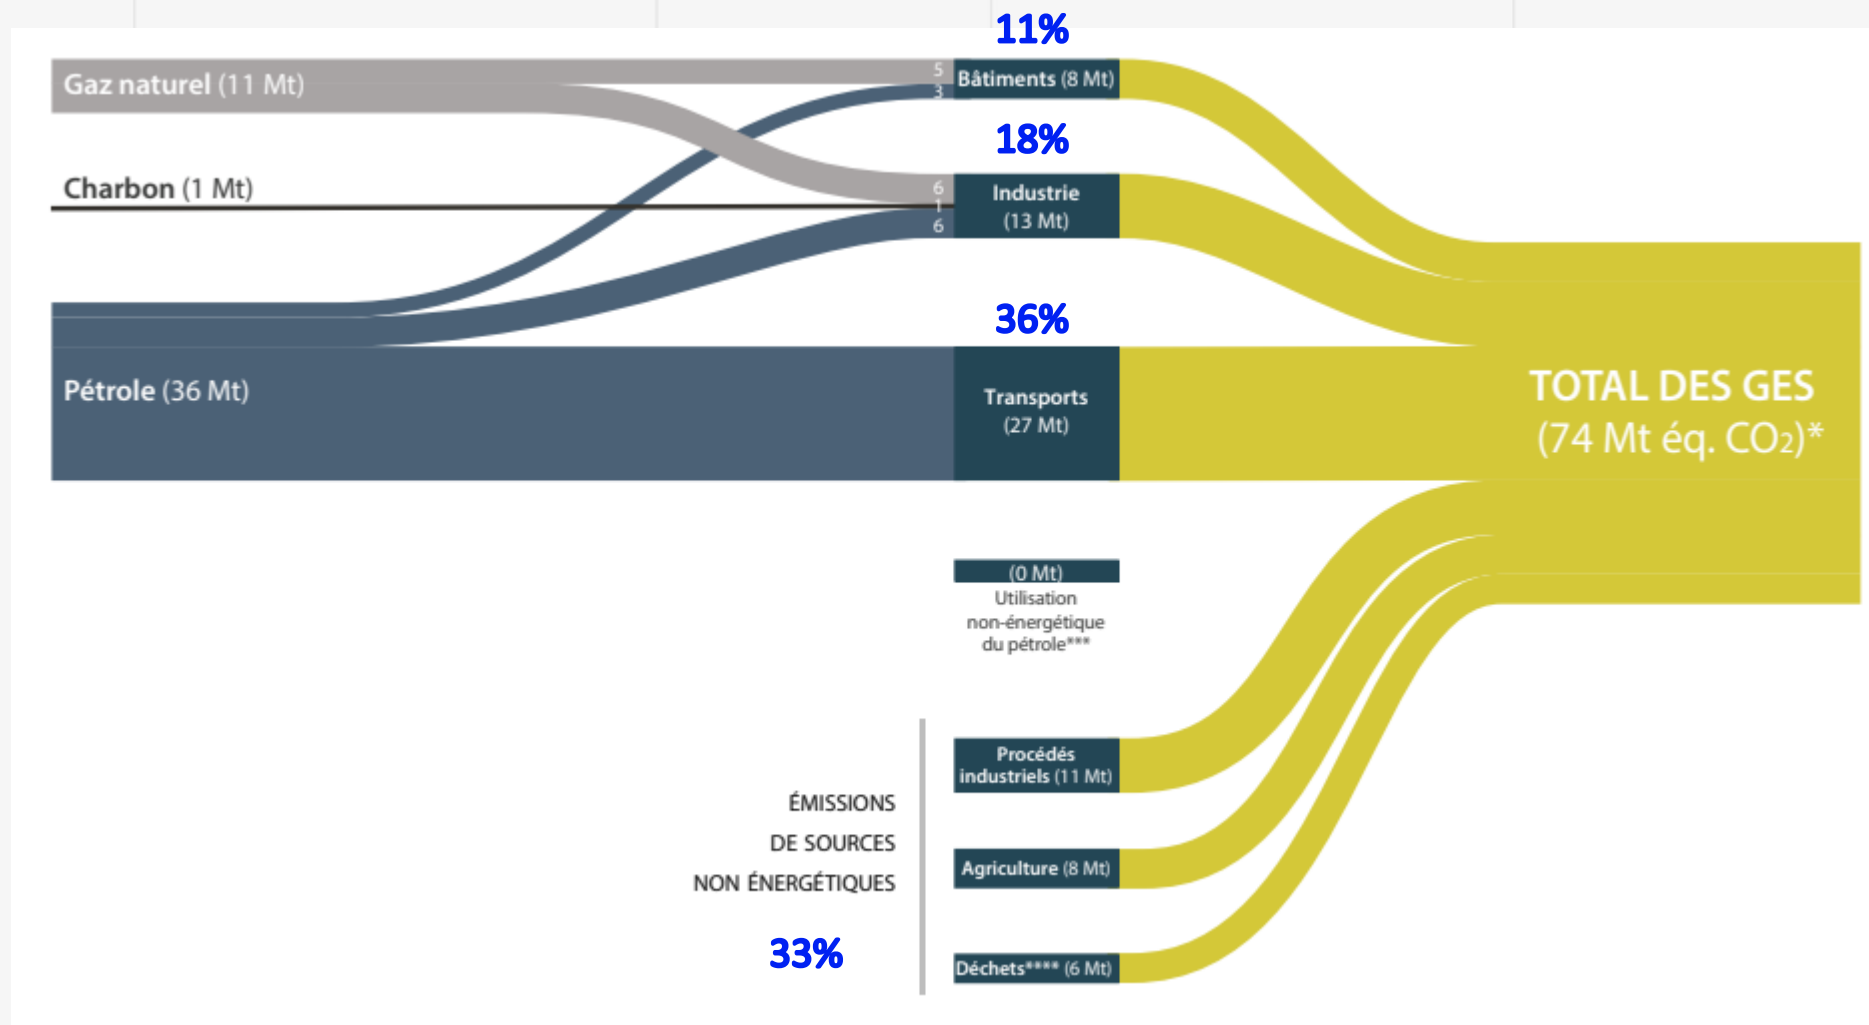 11%
Gaz naturel (11 Mt)
5
3
Bâtiments (8 Mt)
18%
Charbon (1 Mt)
6
1
6
Industrie
(13 Mt)
36%
Pétrole (36 Mt)
Transports
(27 Mt)
TOTAL DES GES
(74 Mt éq. CO2)*
(0 Mt)
Utilisation
non-énergétique
du pétrole***
ÉMISSIONS
DE SOURCES
NON ÉNERGÉTIQUES
33%
Procédés
industriels (11 Mt)
Agriculture (8 Mt)
Déchets**** (6 Mt)